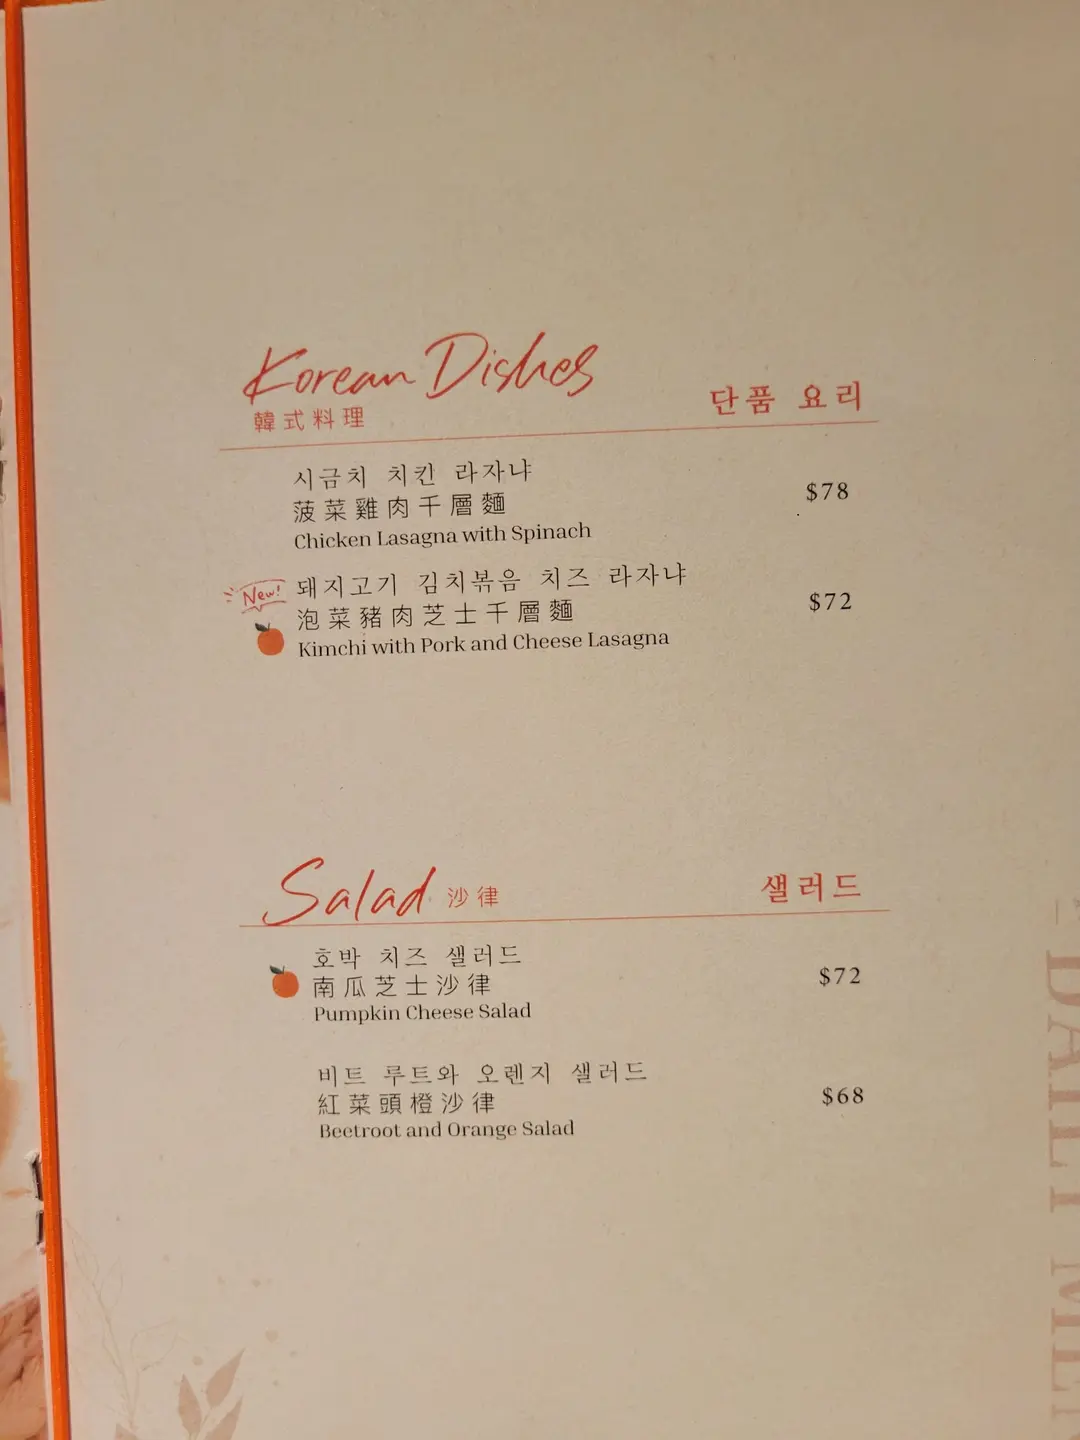 Korean Dishes
韓式料理
단품 요리
시금치 치킨 라자냐
菠菜雞肉千層麵
$78
Chicken Lasagna with Spinach
New!
돼지고기 김치볶음 치즈 라자냐
泡菜豬肉芝士千層麵
$72
Kimchi with Pork and Cheese Lasagna
Salad 沙律
샐러드
호박 치즈 샐러드
南瓜芝士沙律
$72
Pumpkin Cheese Salad
비트 루트와 오렌지 샐러드
紅菜頭橙沙律
$68
Beetroot and Orange Salad
DAILY